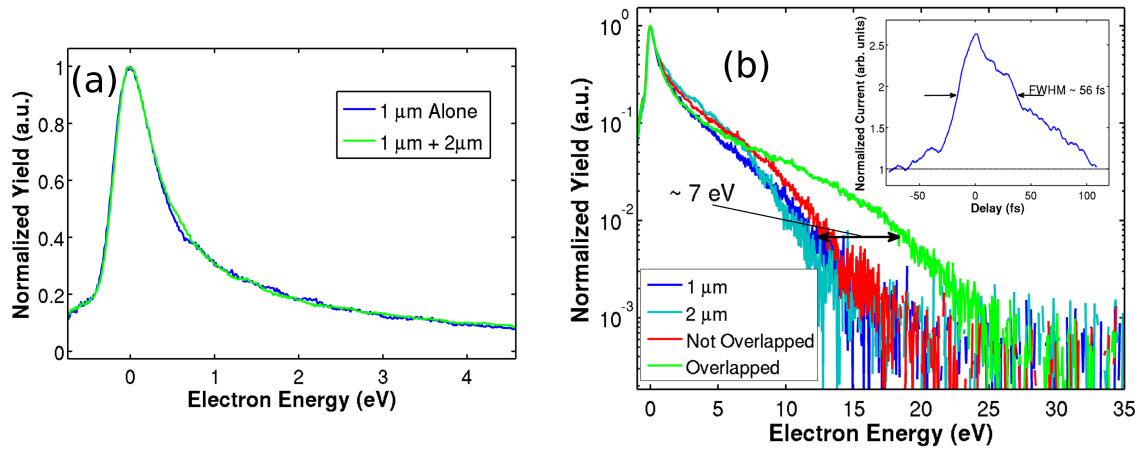 (a)
1 μm Alone
1 μm + 2μm
Normalized Yield (a.u.)
1
0.8
0.6
0.4
0.2
0
0 1 2 3 4
Electron Energy (eV)
(b)
Normalized Yield (a.u.)
10^0
10^-1
10^-2
10^-3
~ 7 eV
1 μm
2 μm
Not Overlapped
Overlapped
0 5 10 15 20 25 30 35
Electron Energy (eV)
Normalized Current (arb. units)
2.5
2
1.5
1
FWHM ~ 56 fs
-50 0 50 100
Delay (fs)